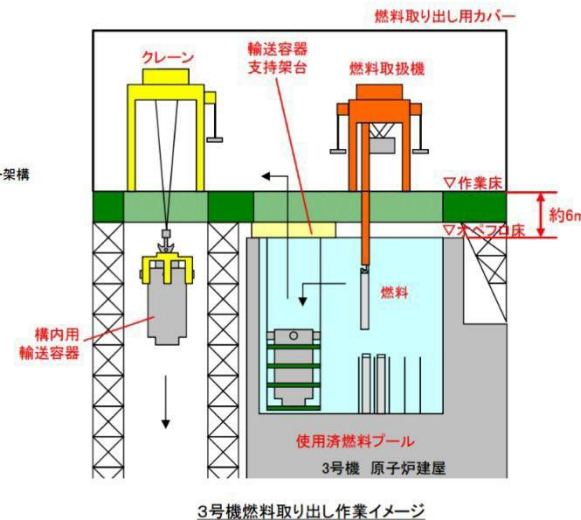 燃料取り出し用カバー
クレーン
輸送容器
支持架台
燃料取扱機
架構
▽作業床
約6m
▽オペフロ床
燃料
構内用
輸送容器
使用済燃料プール
3号機 原子炉建屋
3号機燃料取り出し作業イメージ